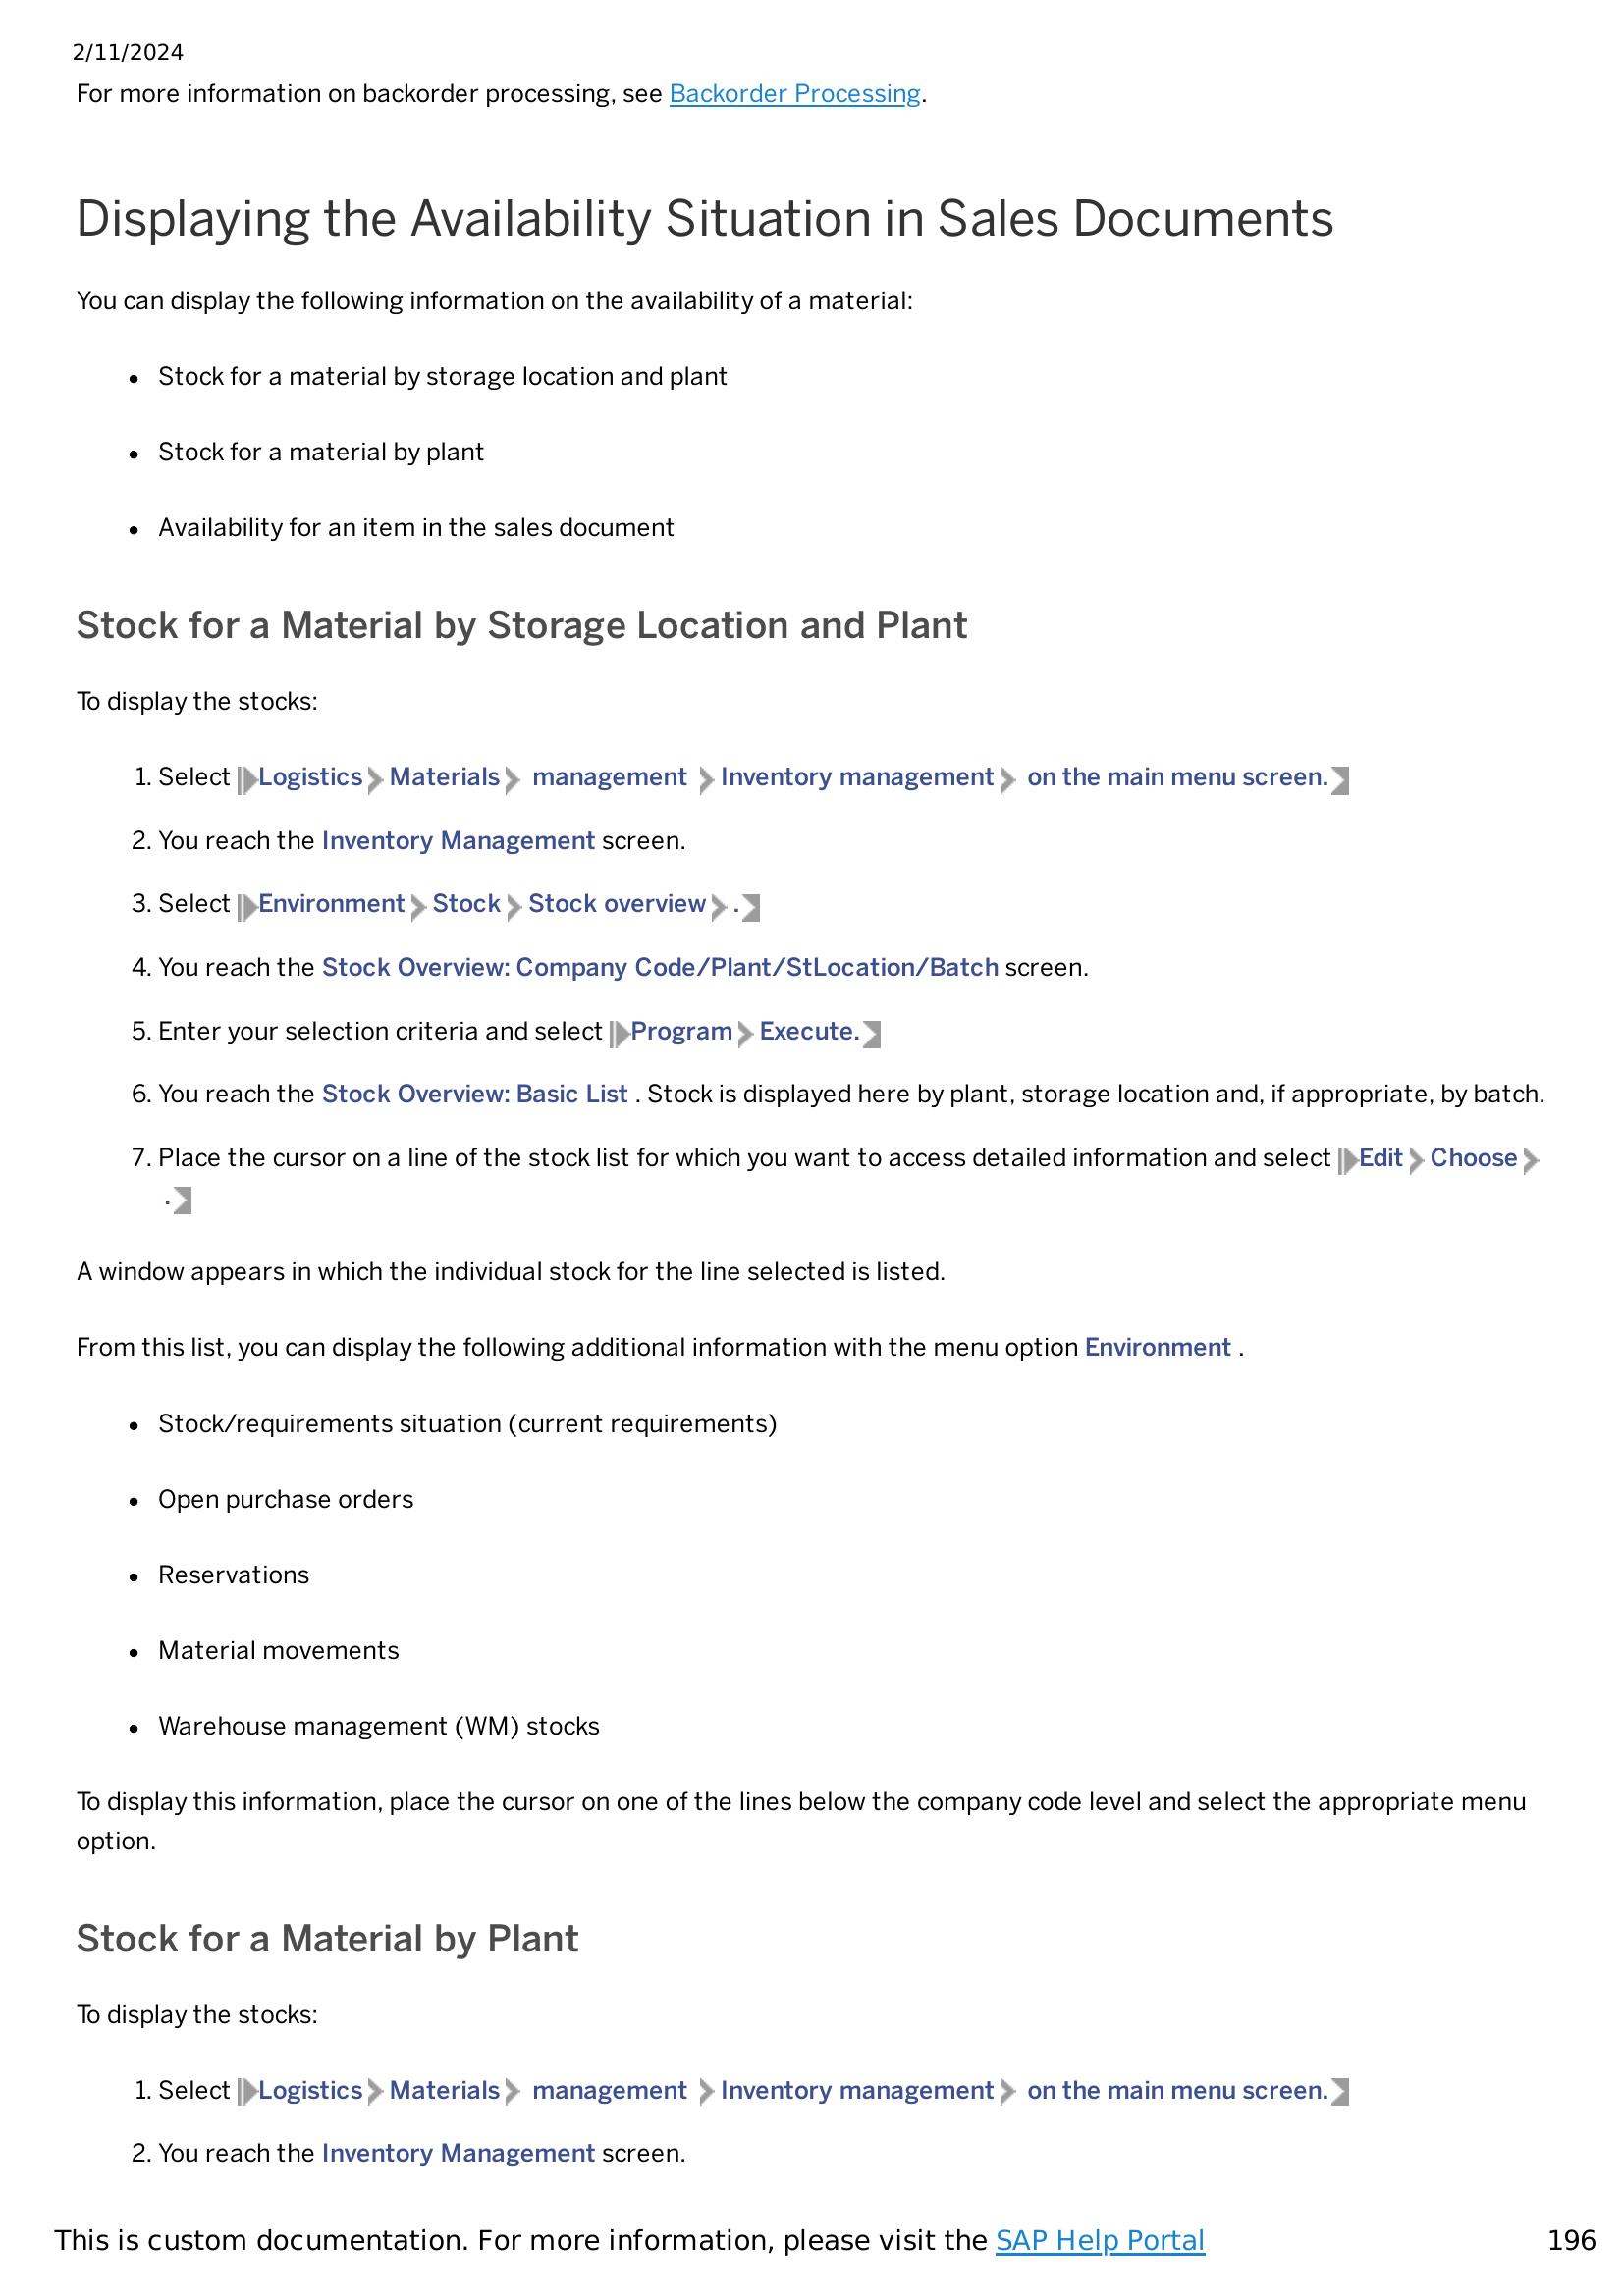 2/11/2024
For more information on backorder processing, see Backorder Processing.
Displaying the Availability Situation in Sales Documents
You can display the following information on the availability of a material:
• Stock for a material by storage location and plant
• Stock for a material by plant
• Availability for an item in the sales document
Stock for a Material by Storage Location and Plant
To display the stocks:
1. Select Logistics Materials management Inventory management on the main menu screen.
2. You reach the Inventory Management screen.
3. Select Environment Stock Stock overview .
4. You reach the Stock Overview: Company Code/Plant/StLocation/Batch screen.
5. Enter your selection criteria and select Program Execute.
6. You reach the Stock Overview: Basic List . Stock is displayed here by plant, storage location and, if appropriate, by batch.
7. Place the cursor on a line of the stock list for which you want to access detailed information and select Edit Choose
.
A window appears in which the individual stock for the line selected is listed.
From this list, you can display the following additional information with the menu option Environment .
• Stock/requirements situation (current requirements)
• Open purchase orders
• Reservations
• Material movements
• Warehouse management (WM) stocks
To display this information, place the cursor on one of the lines below the company code level and select the appropriate menu
option.
Stock for a Material by Plant
To display the stocks:
1. Select Logistics Materials management Inventory management on the main menu screen.
2. You reach the Inventory Management screen.
This is custom documentation. For more information, please visit the SAP Help Portal 196